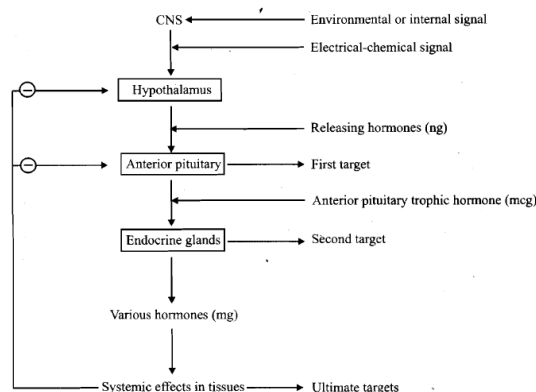 CNS
Environmental or internal signal
Electrical-chemical signal
Hypothalamus
Releasing hormones (ng)
Anterior pituitary
First target
Anterior pituitary trophic hormone (mcg)
Endocrine glands
Second target
Various hormones (mg)
Systemic effects in tissues
Ultimate targets